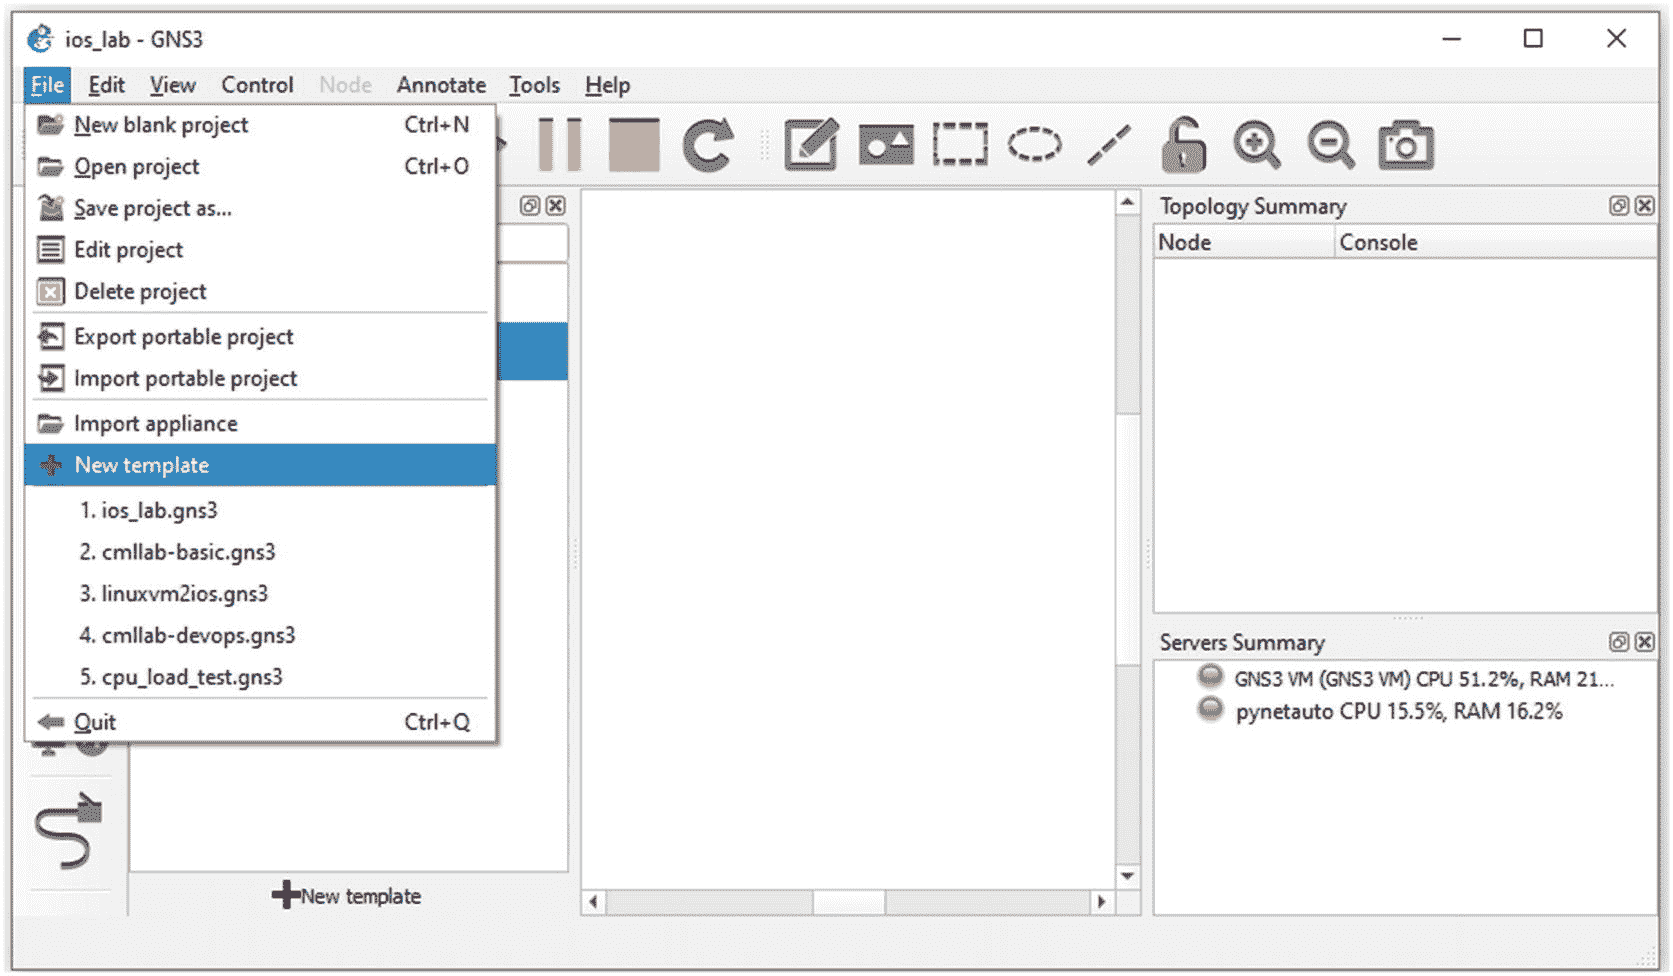 ios_lab - GNS3
File Edit View Control Node Annotate Tools Help
New blank project Ctrl+N
Open project Ctrl+O
Save project as...
Edit project
Delete project
Export portable project
Import portable project
Import appliance
New template
1. ios_lab.gns3
2. cmllab-basic.gns3
3. linuxvm2ios.gns3
4. cmllab-devops.gns3
5. cpu_load_test.gns3
Quit Ctrl+Q
New template
Topology Summary
Node Console
Servers Summary
GNS3 VM (GNS3 VM) CPU 51.2%, RAM 21...
pynetauto CPU 15.5%, RAM 16.2%